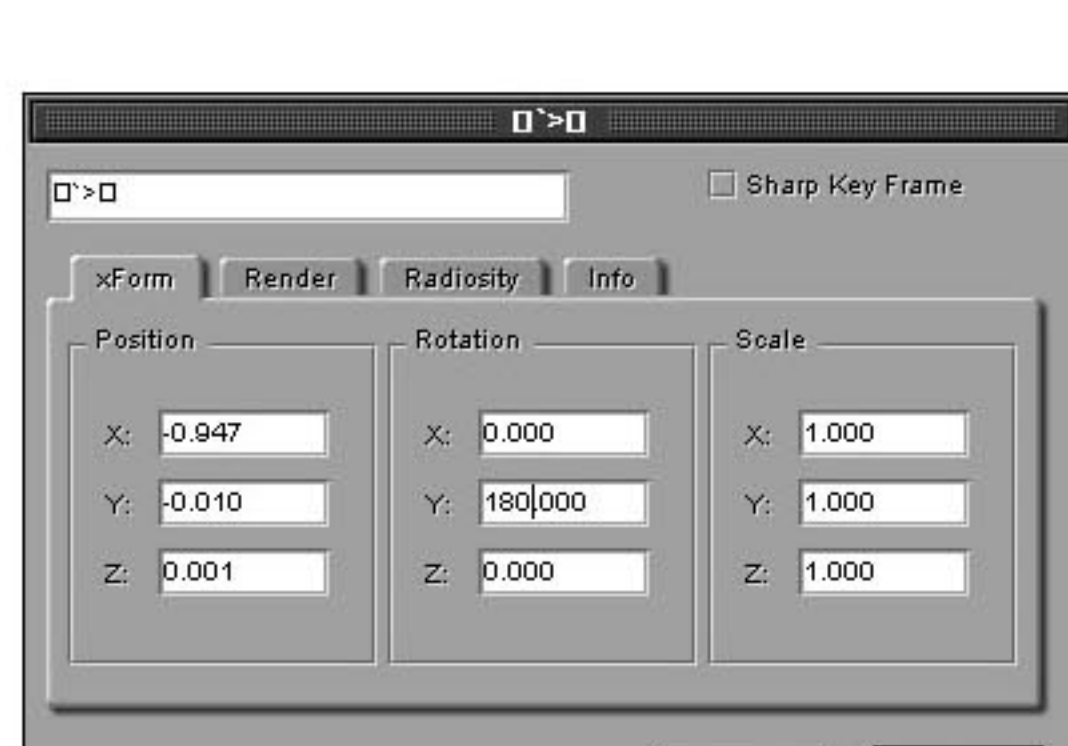 ▯`>▯
▯`>▯
Sharp Key Frame
xForm Render Radiosity Info
Position Rotation Scale
X: -0.947 X: 0.000 X: 1.000
Y: -0.010 Y: 180.000 Y: 1.000
Z: 0.001 Z: 0.000 Z: 1.000